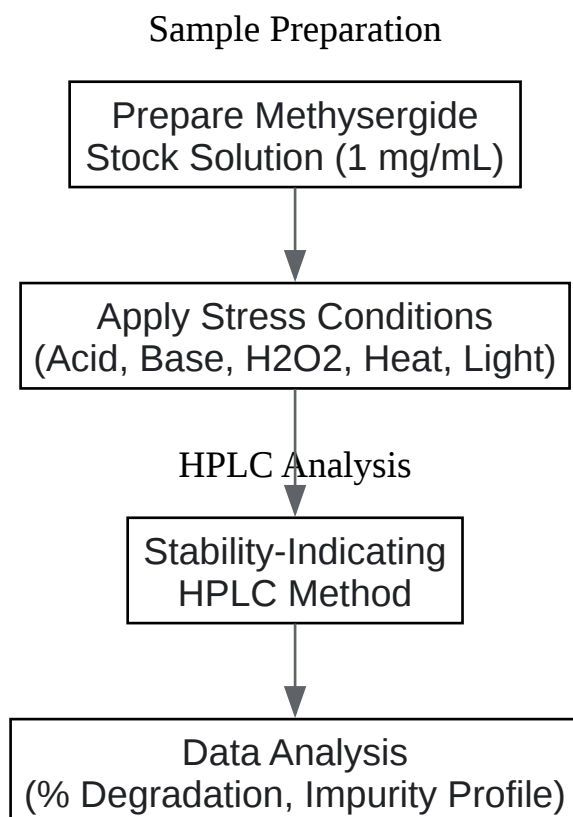 Sample Preparation
Prepare Methysergide
Stock Solution (1 mg/mL)
Apply Stress Conditions
(Acid, Base, H2O2, Heat, Light)
HPLC Analysis
Stability-Indicating
HPLC Method
Data Analysis
(% Degradation, Impurity Profile)